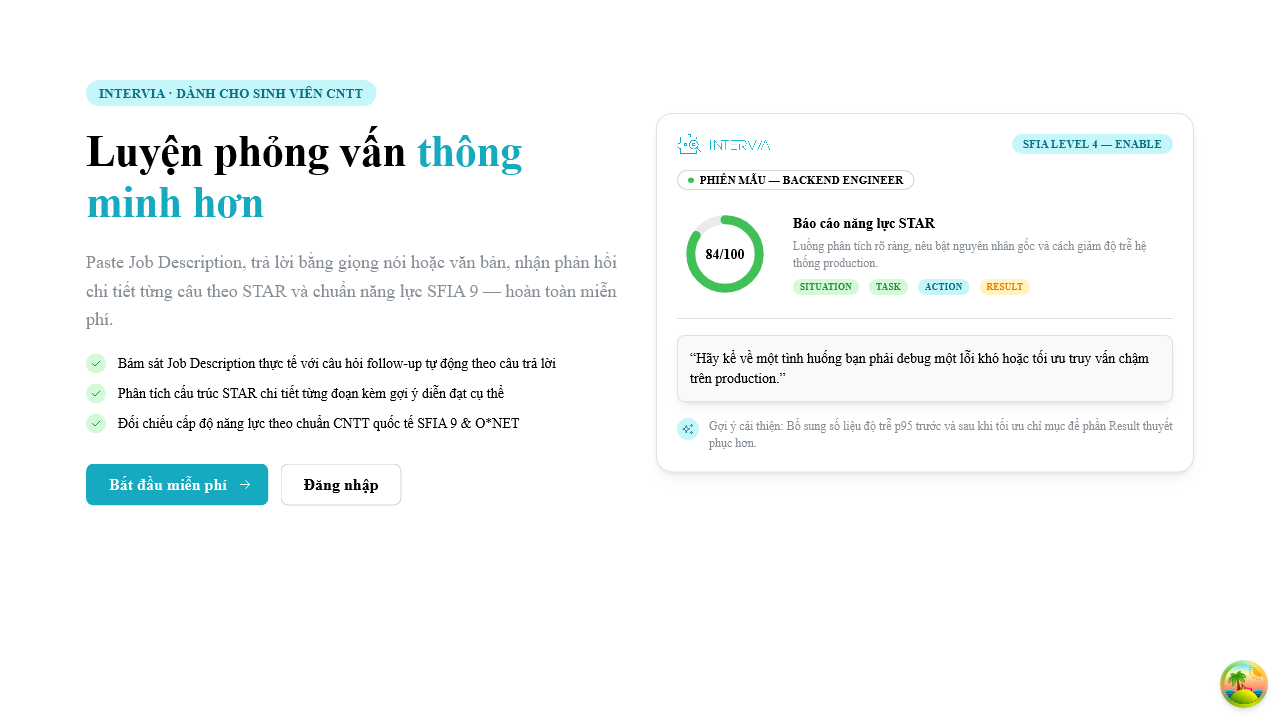 INTERVIA · DÀNH CHO SINH VIÊN CNTT
Luyện phỏng vấn thông
minh hơn
Paste Job Description, trả lời bằng giọng nói hoặc văn bản, nhận phản hồi
chi tiết từng câu theo STAR và chuẩn năng lực SFIA 9 — hoàn toàn miễn
phí.
Bám sát Job Description thực tế với câu hỏi follow-up tự động theo câu trả lời
Phân tích cấu trúc STAR chi tiết từng đoạn kèm gợi ý diễn đạt cụ thể
Đối chiếu cấp độ năng lực theo chuẩn CNTT quốc tế SFIA 9 & O*NET
Bắt đầu miễn phí
Đăng nhập
INTERVIA
SFIA LEVEL 4 — ENABLE
PHIÊN MẪU — BACKEND ENGINEER
84/100
Báo cáo năng lực STAR
Luồng phân tích rõ ràng, nêu bật nguyên nhân gốc và cách giảm độ trễ hệ
thống production.
SITUATION
TASK
ACTION
RESULT
“Hãy kể về một tình huống bạn phải debug một lỗi khó hoặc tối ưu truy vấn chậm
trên production.”
Gợi ý cải thiện: Bổ sung số liệu độ trễ p95 trước và sau khi tối ưu chỉ mục để phần Result thuyết
phục hơn.